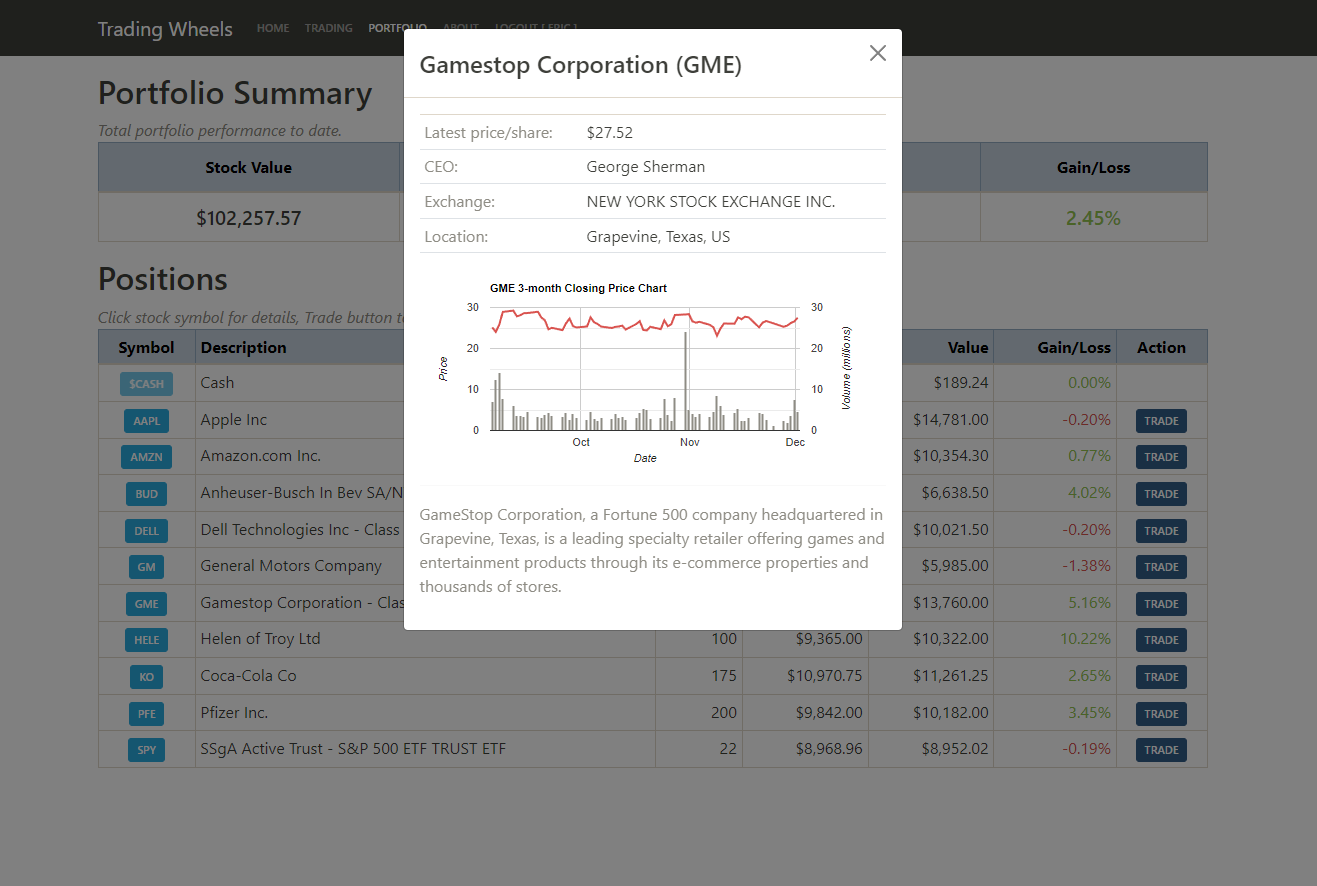 Trading Wheels HOME TRADING PORTFOLIO ABOUT LOGOUT [ ERIC ]
Gamestop Corporation (GME)
Portfolio Summary
Total portfolio performance to date.
Stock Value Gain/Loss
$102,257.57 2.45%
Latest price/share: $27.52
CEO: George Sherman
Exchange: NEW YORK STOCK EXCHANGE INC.
Location: Grapevine, Texas, US
GME 3-month Closing Price Chart
30 30
20 20
10 10
0 0
Price
Volume (millions)
Oct Nov Dec
Date
GameStop Corporation, a Fortune 500 company headquartered in
Grapevine, Texas, is a leading specialty retailer offering games and
entertainment products through its e-commerce properties and
thousands of stores.
Positions
Click stock symbol for details, Trade button
Symbol Description Value Gain/Loss Action
$CASH Cash $189.24 0.00%
AAPL Apple Inc $14,781.00 -0.20% TRADE
AMZN Amazon.com Inc. $10,354.30 0.77% TRADE
BUD Anheuser-Busch In Bev SA/N $6,638.50 4.02% TRADE
DELL Dell Technologies Inc - Class $10,021.50 -0.20% TRADE
GM General Motors Company $5,985.00 -1.38% TRADE
GME Gamestop Corporation - Clas $13,760.00 5.16% TRADE
HELE Helen of Troy Ltd 100 $9,365.00 $10,322.00 10.22% TRADE
KO Coca-Cola Co 175 $10,970.75 $11,261.25 2.65% TRADE
PFE Pfizer Inc. 200 $9,842.00 $10,182.00 3.45% TRADE
SPY SSgA Active Trust - S&P 500 ETF TRUST ETF 22 $8,968.96 $8,952.02 -0.19% TRADE